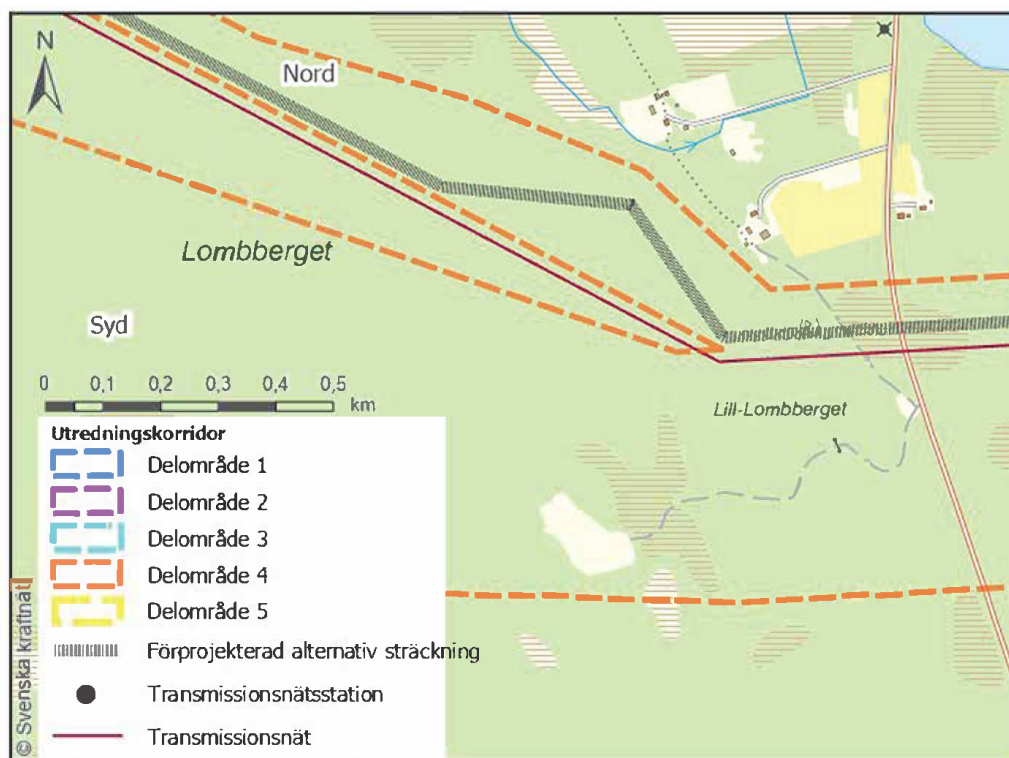 N
Nord
Lombberget
Syd
0 0,1 0,2 0,3 0,4 0,5
km
Lill-Lombberget
Utredningskorridor
Delområde 1
Delområde 2
Delområde 3
Delområde 4
Delområde 5
Förprojekterad alternativ sträckning
Transmissionsnätsstation
Transmissionsnät
© Svenska kraftnät